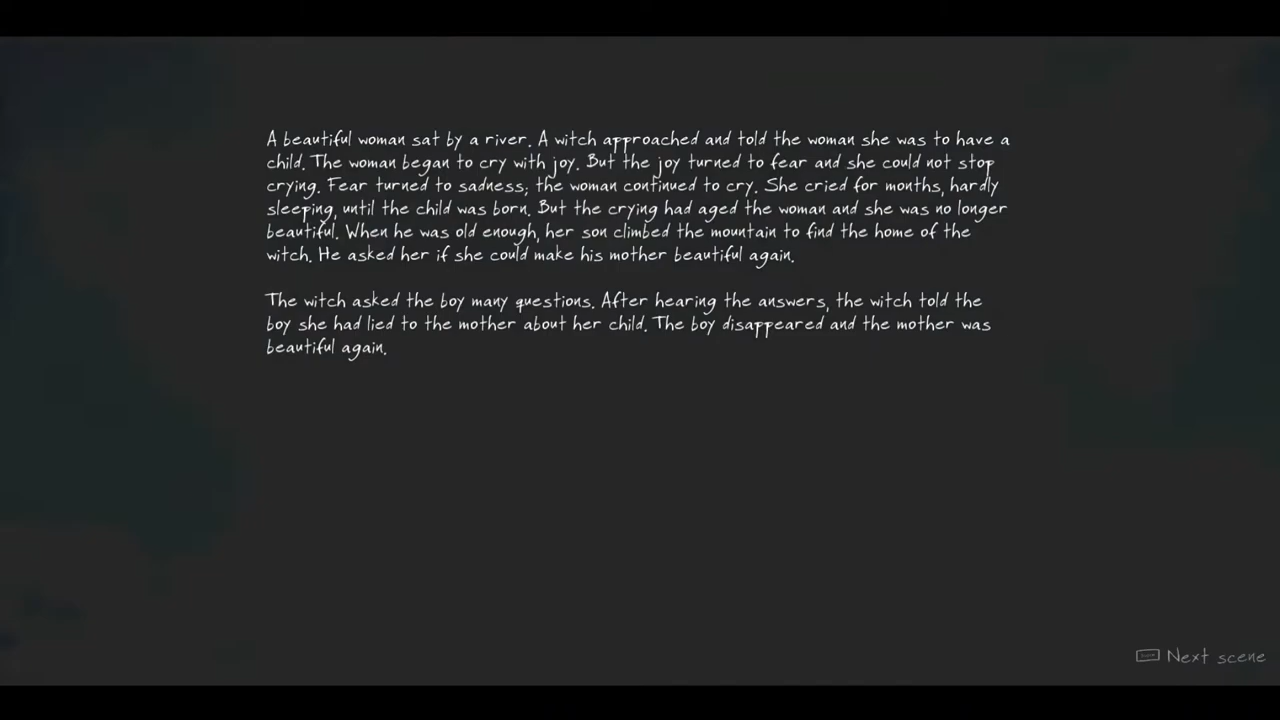 A beautiful woman sat by a river. A witch approached and told the woman she was to have a
child. The woman began to cry with joy. But the joy turned to fear and she could not stop
crying. Fear turned to sadness; the woman continued to cry. She cried for months, hardly
sleeping, until the child was born. But the crying had aged the woman and she was no longer
beautiful. When he was old enough, her son climbed the mountain to find the home of the
witch. He asked her if she could make his mother beautiful again.
The witch asked the boy many questions. After hearing the answers, the witch told the
boy she had lied to the mother about her child. The boy disappeared and the mother was
beautiful again.
Next scene